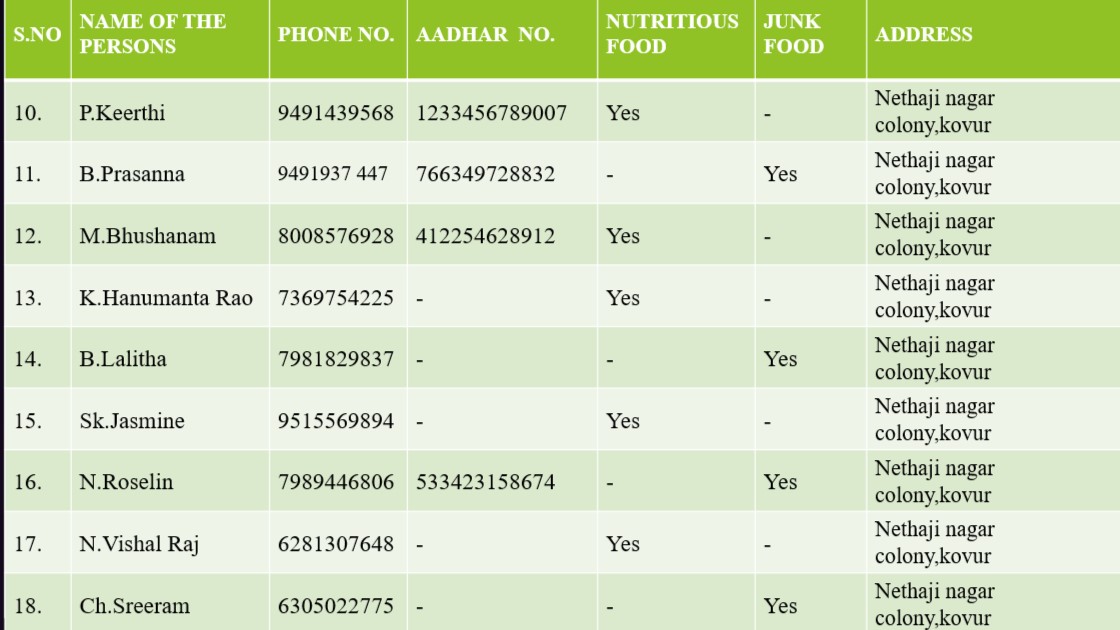 S.NO NAME OF THE PERSONS PHONE NO. AADHAR NO. NUTRITIOUS FOOD JUNK FOOD ADDRESS
10. P.Keerthi 9491439568 1233456789007 Yes - Nethaji nagar colony,kovur
11. B.Prasanna 9491937 447 766349728832 - Yes Nethaji nagar colony,kovur
12. M.Bhushanam 8008576928 412254628912 Yes - Nethaji nagar colony,kovur
13. K.Hanumanta Rao 7369754225 - Yes - Nethaji nagar colony,kovur
14. B.Lalitha 7981829837 - - Yes Nethaji nagar colony,kovur
15. Sk.Jasmine 9515569894 - Yes - Nethaji nagar colony,kovur
16. N.Roselin 7989446806 533423158674 - Yes Nethaji nagar colony,kovur
17. N.Vishal Raj 6281307648 - Yes - Nethaji nagar colony,kovur
18. Ch.Sreeram 6305022775 - - Yes Nethaji nagar colony,kovur